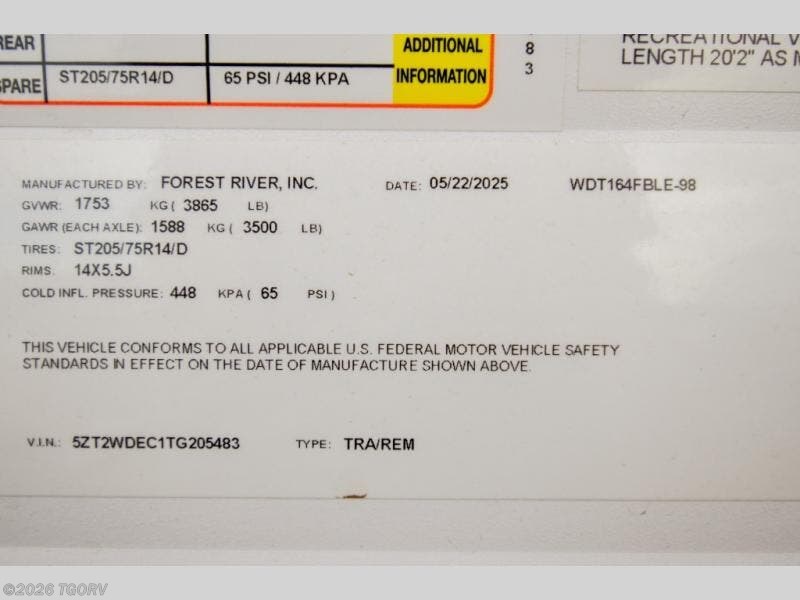 REAR
ADDITIONAL
SPARE ST205/75R14/D 65 PSI / 448 KPA INFORMATION
8
3
RECREATIONAL V
LENGTH 20'2" AS M
MANUFACTURED BY: FOREST RIVER, INC. DATE: 05/22/2025 WDT164FBLE-98
GVWR: 1753 KG ( 3865 LB)
GAWR (EACH AXLE): 1588 KG ( 3500 LB)
TIRES: ST205/75R14/D
RIMS. 14X5.5J
COLD INFL. PRESSURE: 448 KPA ( 65 PSI )
THIS VEHICLE CONFORMS TO ALL APPLICABLE U.S. FEDERAL MOTOR VEHICLE SAFETY
STANDARDS IN EFFECT ON THE DATE OF MANUFACTURE SHOWN ABOVE.
V.I.N.: 5ZT2WDEC1TG205483 TYPE: TRA/REM
©2026 TGORV